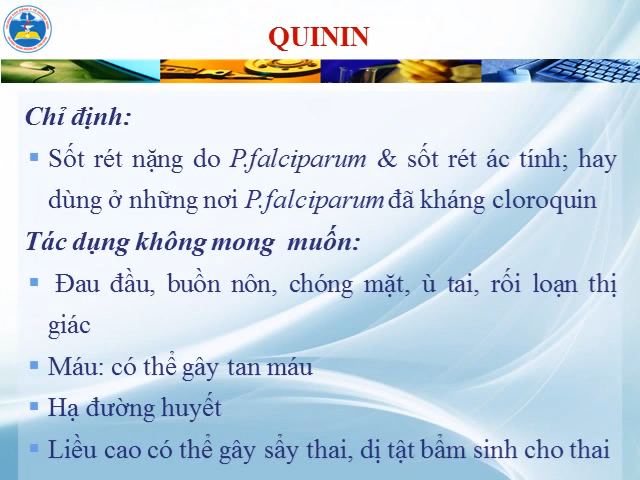 QUININ
Chỉ định:
▪ Sốt rét nặng do P.falciparum & sốt rét ác tính; hay
dùng ở những nơi P.falciparum đã kháng cloroquin
Tác dụng không mong muốn:
▪ Đau đầu, buồn nôn, chóng mặt, ù tai, rối loạn thị
giác
▪ Máu: có thể gây tan máu
▪ Hạ đường huyết
▪ Liều cao có thể gây sẩy thai, dị tật bẩm sinh cho thai